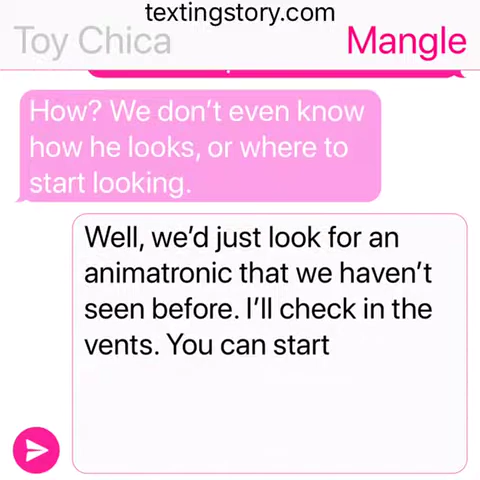 textingstory.com
Toy Chica Mangle
How? We don't even know
how he looks, or where to
start looking.
Well, we'd just look for an
animatronic that we haven't
seen before. I'll check in the
vents. You can start